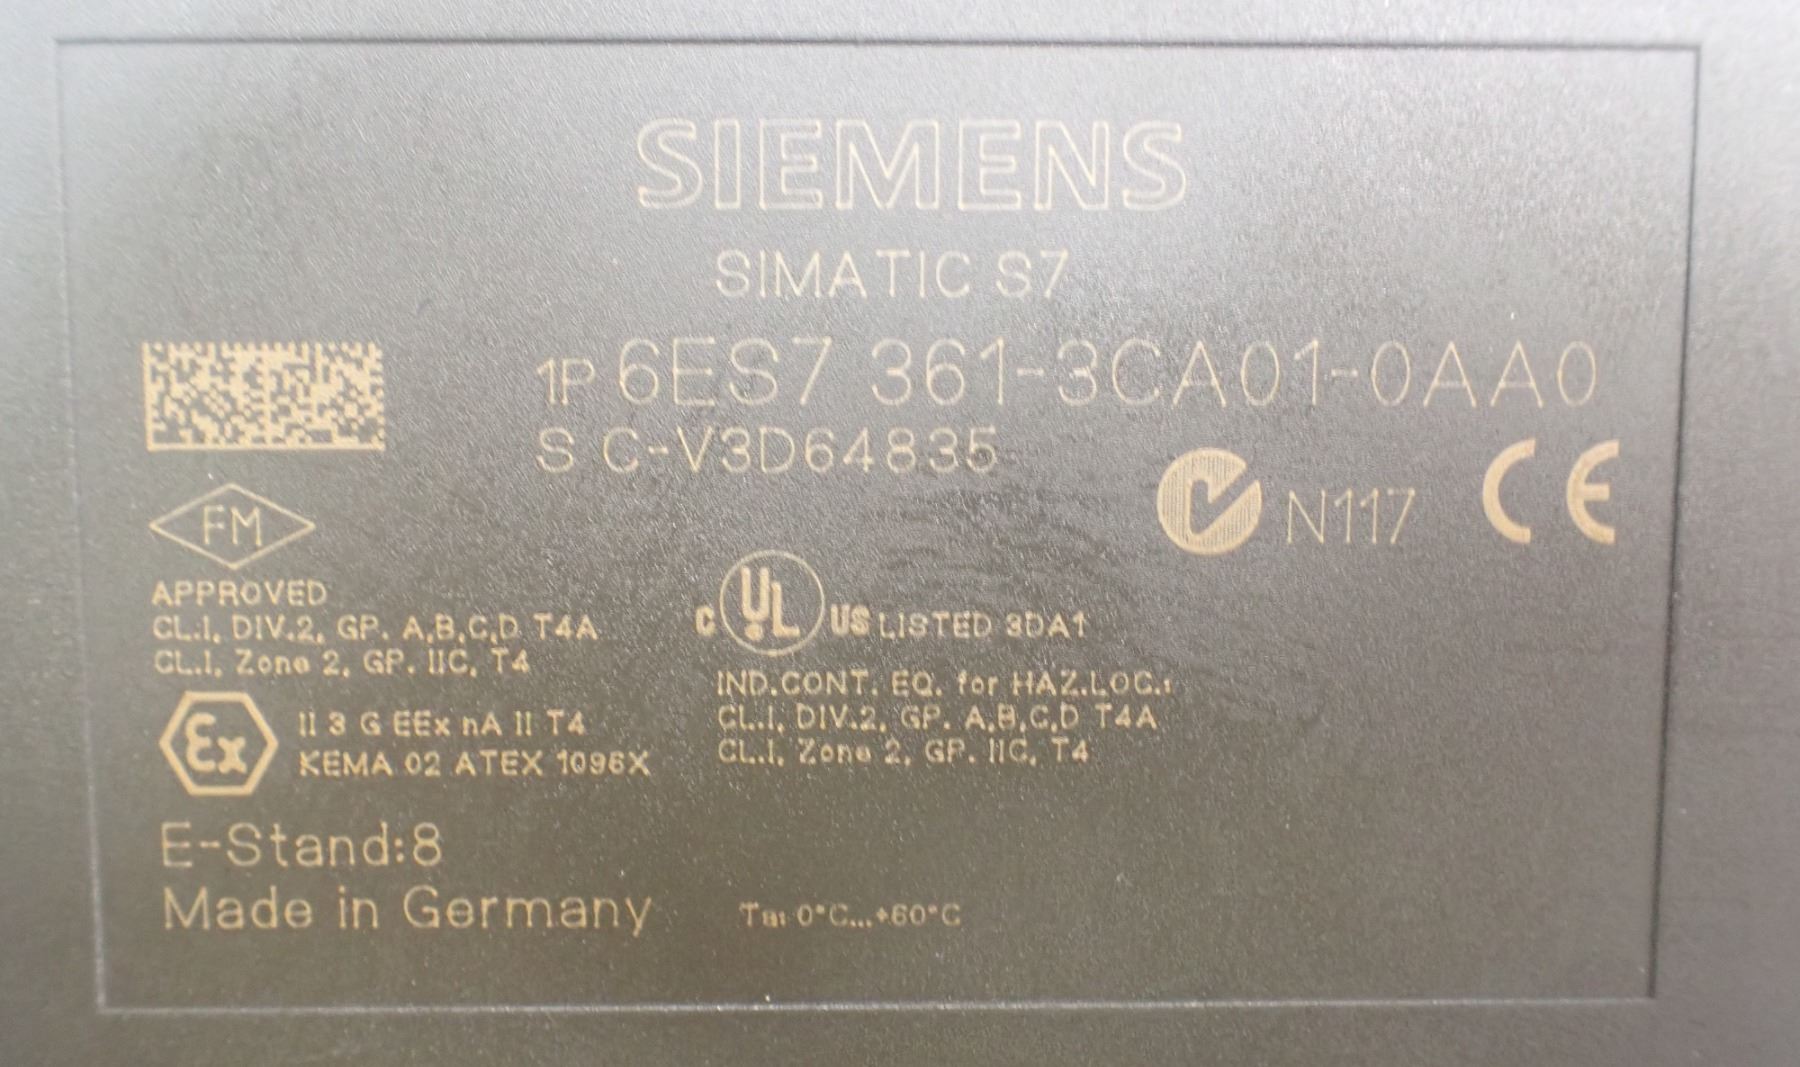 SIEMENS
SIMATIC S7
1P 6ES7 361-3CA01-0AA0
S C-V3D64835
N117 CE
FM
APPROVED
CL.I, DIV.2, GP. A,B,C,D T4A
CL.I, Zone 2, GP. IIC, T4
C UL US LISTED 3DA1
IND.CONT. EQ. for HAZ.LOC.:
CL.I, DIV.2, GP. A,B,C,D T4A
CL.I, Zone 2, GP. IIC, T4
Ex II 3 G EEx nA II T4
KEMA 02 ATEX 1096X
E-Stand:8
Made in Germany
Ta: 0°C...+60°C